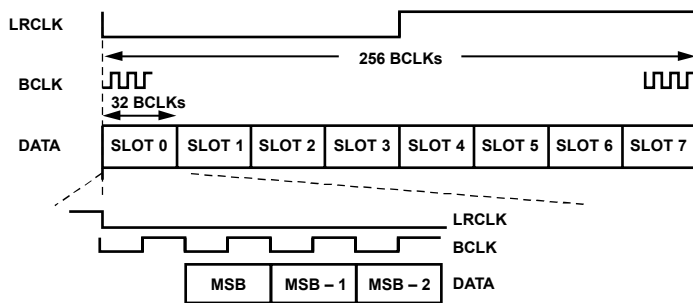 LRCLK
256 BCLKs
BCLK
32 BCLKs
DATA SLOT 0 SLOT 1 SLOT 2 SLOT 3 SLOT 4 SLOT 5 SLOT 6 SLOT 7
LRCLK
BCLK
MSB MSB – 1 MSB – 2 DATA